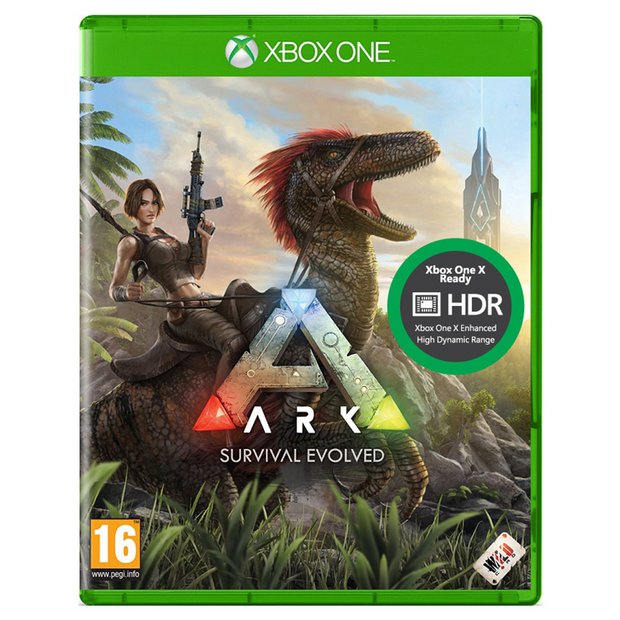 XBOX ONE
Xbox One X
Ready
HDR
Xbox One X Enhanced
High Dynamic Range
ARK
SURVIVAL EVOLVED
16
www.pegi.info